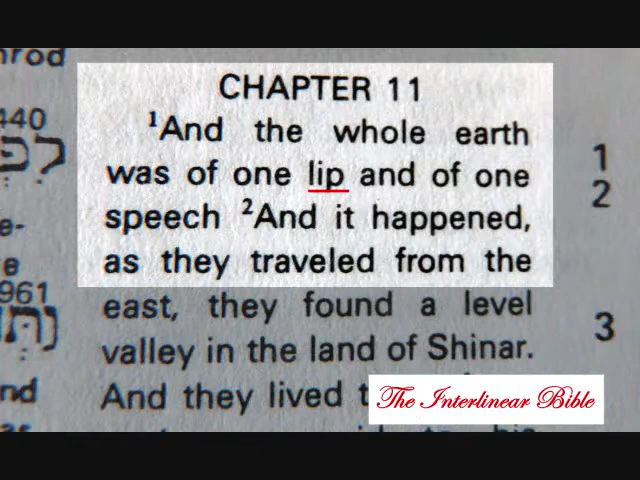 nrod
440
e-
e
961
nd
CHAPTER 11
¹And the whole earth
was of one lip and of one
speech ²And it happened,
as they traveled from the
east, they found a level
valley in the land of Shinar.
And they lived
1
2
3
The Interlinear Bible